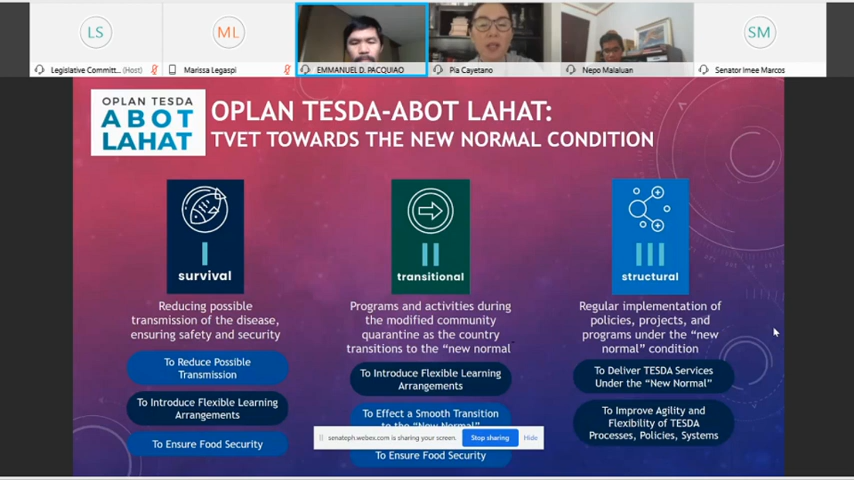 LS
ML
SM
Legislative Committ... (Host)
Marissa Legaspi
EMMANUEL D. PACQUIAO
Pia Cayetano
Nepo Malaluan
Senator Imee Marcos
OPLAN TESDA
ABOT
LAHAT
OPLAN TESDA-ABOT LAHAT:
TVET TOWARDS THE NEW NORMAL CONDITION
I
survival
Reducing possible
transmission of the disease,
ensuring safety and security
To Reduce Possible
Transmission
To Introduce Flexible Learning
Arrangements
To Ensure Food Security
II
transitional
Programs and activities during
the modified community
quarantine as the country
transitions to the "new normal
To Introduce Flexible Learning
Arrangements
To Effect a Smooth Transition
to the "New Normal"
To Ensure Food Security
III
structural
Regular implementation of
policies, projects, and
programs under the "new
normal" condition
To Deliver TESDA Services
Under the "New Normal"
To Improve Agility and
Flexibility of TESDA
Processes, Policies, Systems
senateph.webex.com is sharing your screen.
Stop sharing
Hide